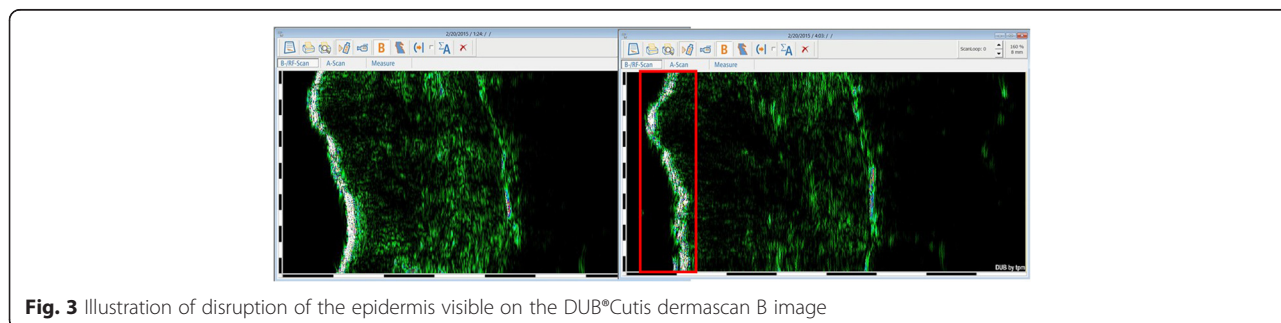 2/20/2015 / 1:24: / /
B
ΣA
B-/RF-Scan A-Scan Measure
2/20/2015 / 4:03: / /
B
ΣA
ScanLoop: 0
160 %
8 mm
B-/RF-Scan A-Scan Measure
DUB by tpm
Fig. 3 Illustration of disruption of the epidermis visible on the DUB®Cutis dermascan B image